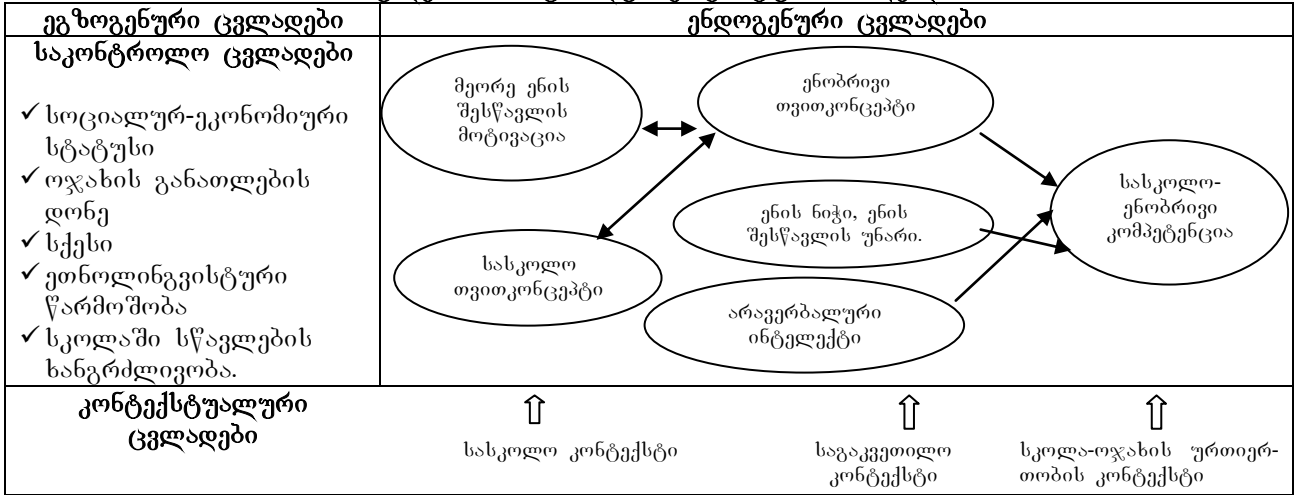 ეგზოგენური ცვლადები
ენდოგენური ცვლადები
საკონტროლო ცვლადები
✓ სოციალურ-ეკონომიური
სტატუსი
✓ ოჯახის განათლების
დონე
✓ სქესი
✓ ეთნოლინგვისტური
წარმოშობა
✓ სკოლაში სწავლების
ხანგრძლივობა.
მეორე ენის
შესწავლის
მოტივაცია
ენობრივი
თვითკონცეპტი
ენის ნიჭი, ენის
შესწავლის უნარი.
სასკოლო
თვითკონცეპტი
არავერბალური
ინტელექტი
სასკოლო-
ენობრივი
კომპეტენცია
კონტექსტუალური
ცვლადები
სასკოლო კონტექსტი
საგაკვეთილო
კონტექსტი
სკოლა-ოჯახის ურთიერ-
თობის კონტექსტი